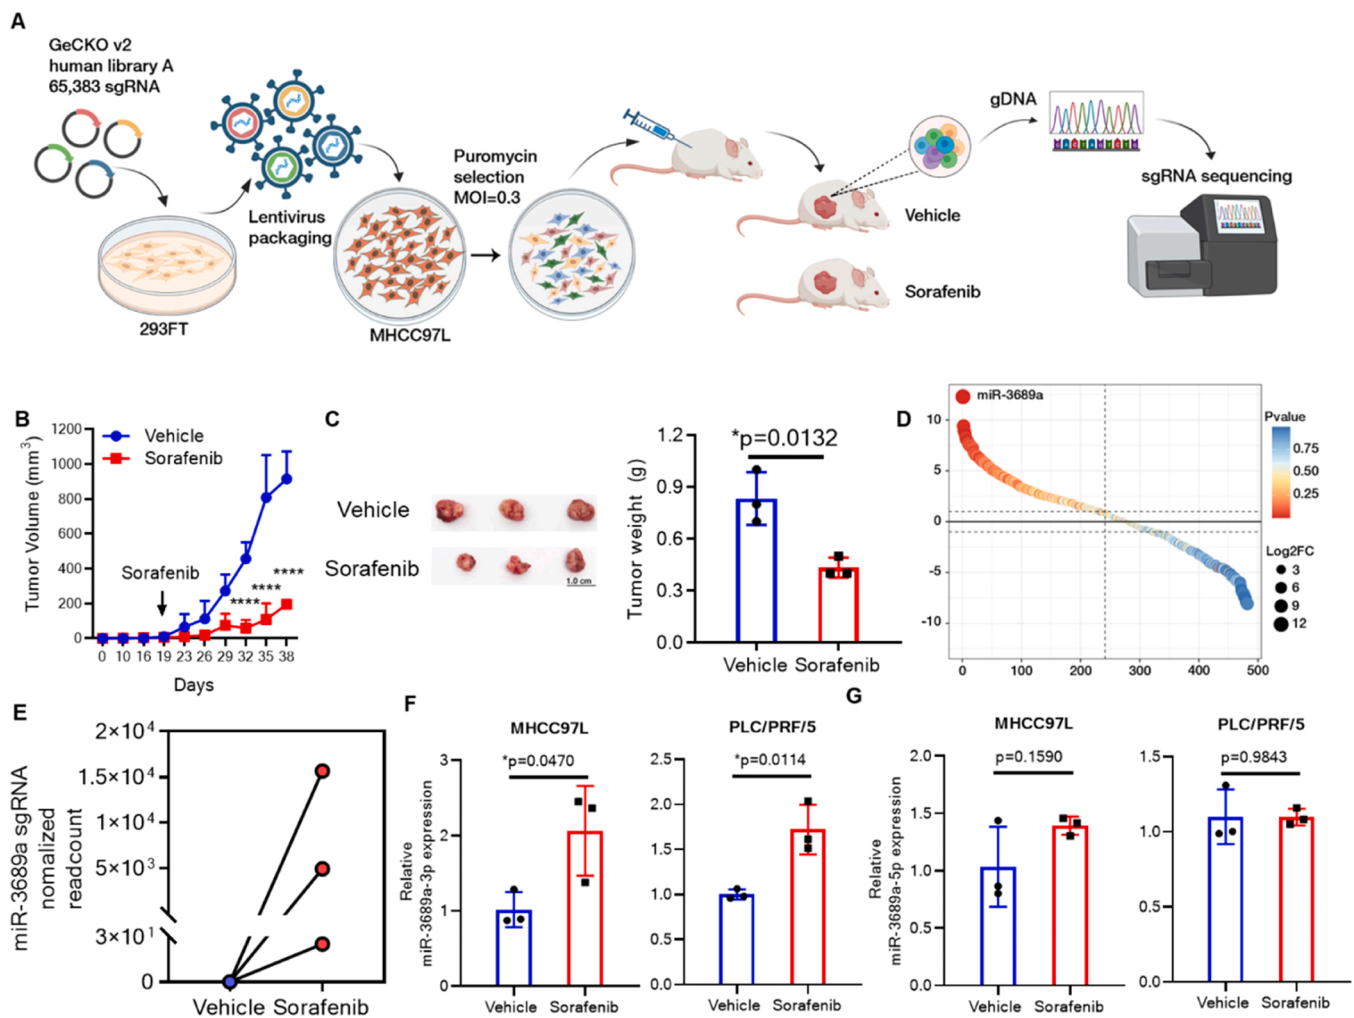 A
GeCKO v2
human library A
65,383 sgRNA
Lentivirus
packaging
293FT
MHCC97L
Puromycin
selection
MOI=0.3
Vehicle
Sorafenib
gDNA
sgRNA sequencing
B
Tumor Volume (mm³)
1200
1000
800
600
400
200
0
Vehicle
Sorafenib
Sorafenib
****
****
****
0 10 16 19 23 26 29 32 35 38
Days
C
Vehicle
Sorafenib
1.0 cm
Tumor weight (g)
1.2
0.9
0.6
0.3
0.0
*p=0.0132
Vehicle Sorafenib
D
miR-3689a
10
5
0
-5
-10
0 100 200 300 400 500
Pvalue
0.75
0.50
0.25
Log2FC
3
6
9
12
E
miR-3689a sgRNA
nomalized
readcount
2×10⁴
1.5×10⁴
1×10⁴
5×10³
3×10¹
0
Vehicle Sorafenib
F
MHCC97L
*p=0.0470
Relative
miR-3689a-3p expression
3
2
1
0
Vehicle Sorafenib
PLC/PRF/5
*p=0.0114
2.5
2.0
1.5
1.0
0.5
0.0
Vehicle Sorafenib
G
MHCC97L
p=0.1590
Relative
miR-3689a-5p expression
2.0
1.5
1.0
0.5
0.0
Vehicle Sorafenib
PLC/PRF/5
p=0.9843
1.5
1.0
0.5
0.0
Vehicle Sorafenib